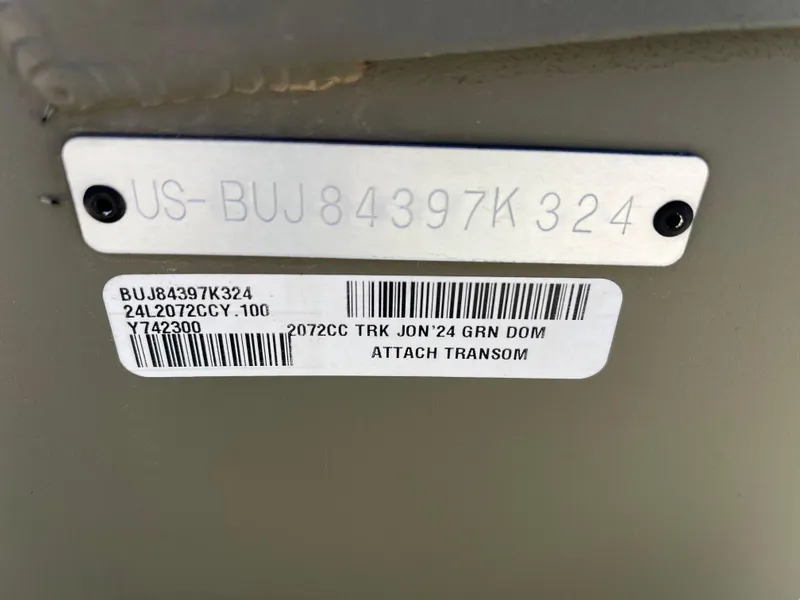 US-BUJ84397K324
BUJ84397K324
24L2072CCY.100
Y742300
2072CC TRK JON'24 GRN DOM
ATTACH TRANSOM